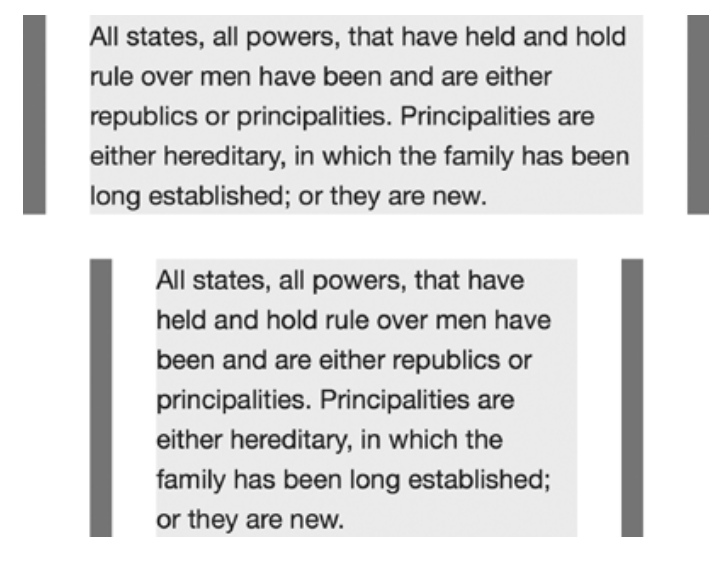 All states, all powers, that have held and hold
rule over men have been and are either
republics or principalities. Principalities are
either hereditary, in which the family has been
long established; or they are new.
All states, all powers, that have
held and hold rule over men have
been and are either republics or
principalities. Principalities are
either hereditary, in which the
family has been long established;
or they are new.